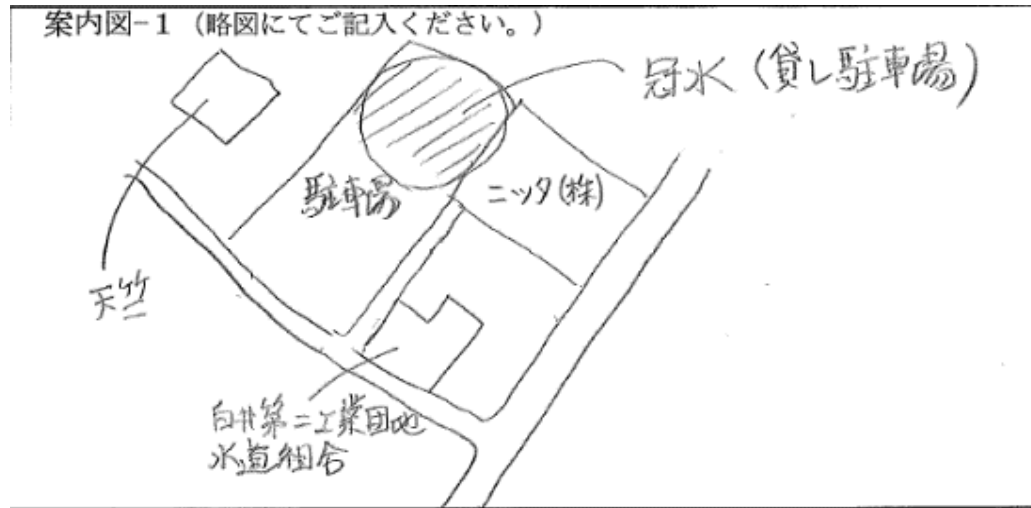 案内図-1 (略図にてご記入ください。)
冠水 (貸し駐車場)
駐車場
ニッタ(株)
天竺
白井第二工業団地
水道組合